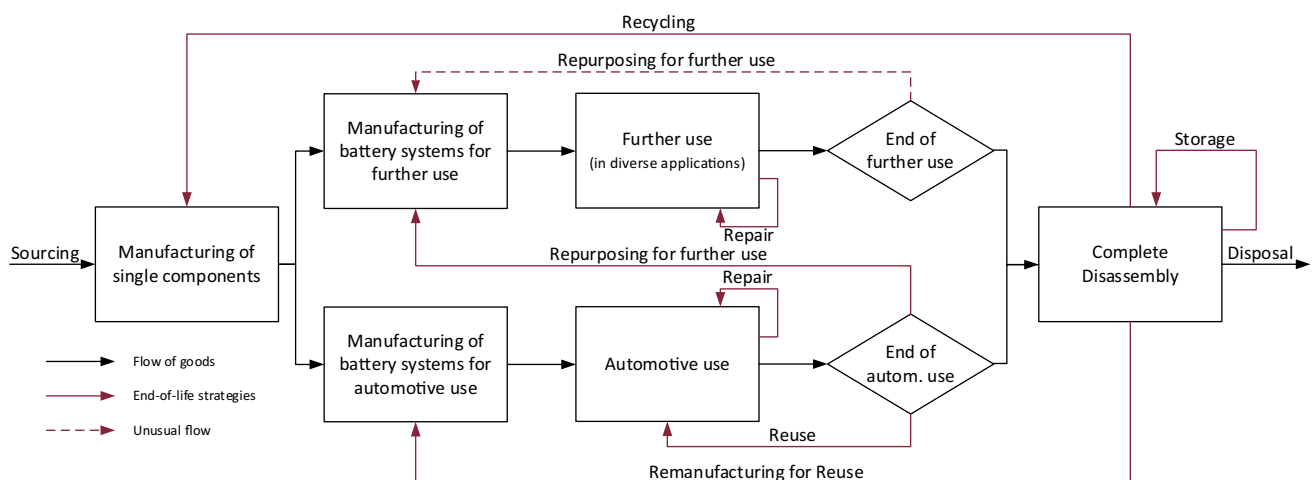 Recycling
Repurposing for further use
Manufacturing of
battery systems for
further use
Further use
(in diverse applications)
End of
further use
Storage
Repair
Sourcing
Manufacturing of
single components
Repurposing for further use
Complete
Disassembly
Disposal
Repair
Manufacturing of
battery systems for
automotive use
Automotive use
End of
autom. use
Flow of goods
End-of-life strategies
Unusual flow
Reuse
Remanufacturing for Reuse